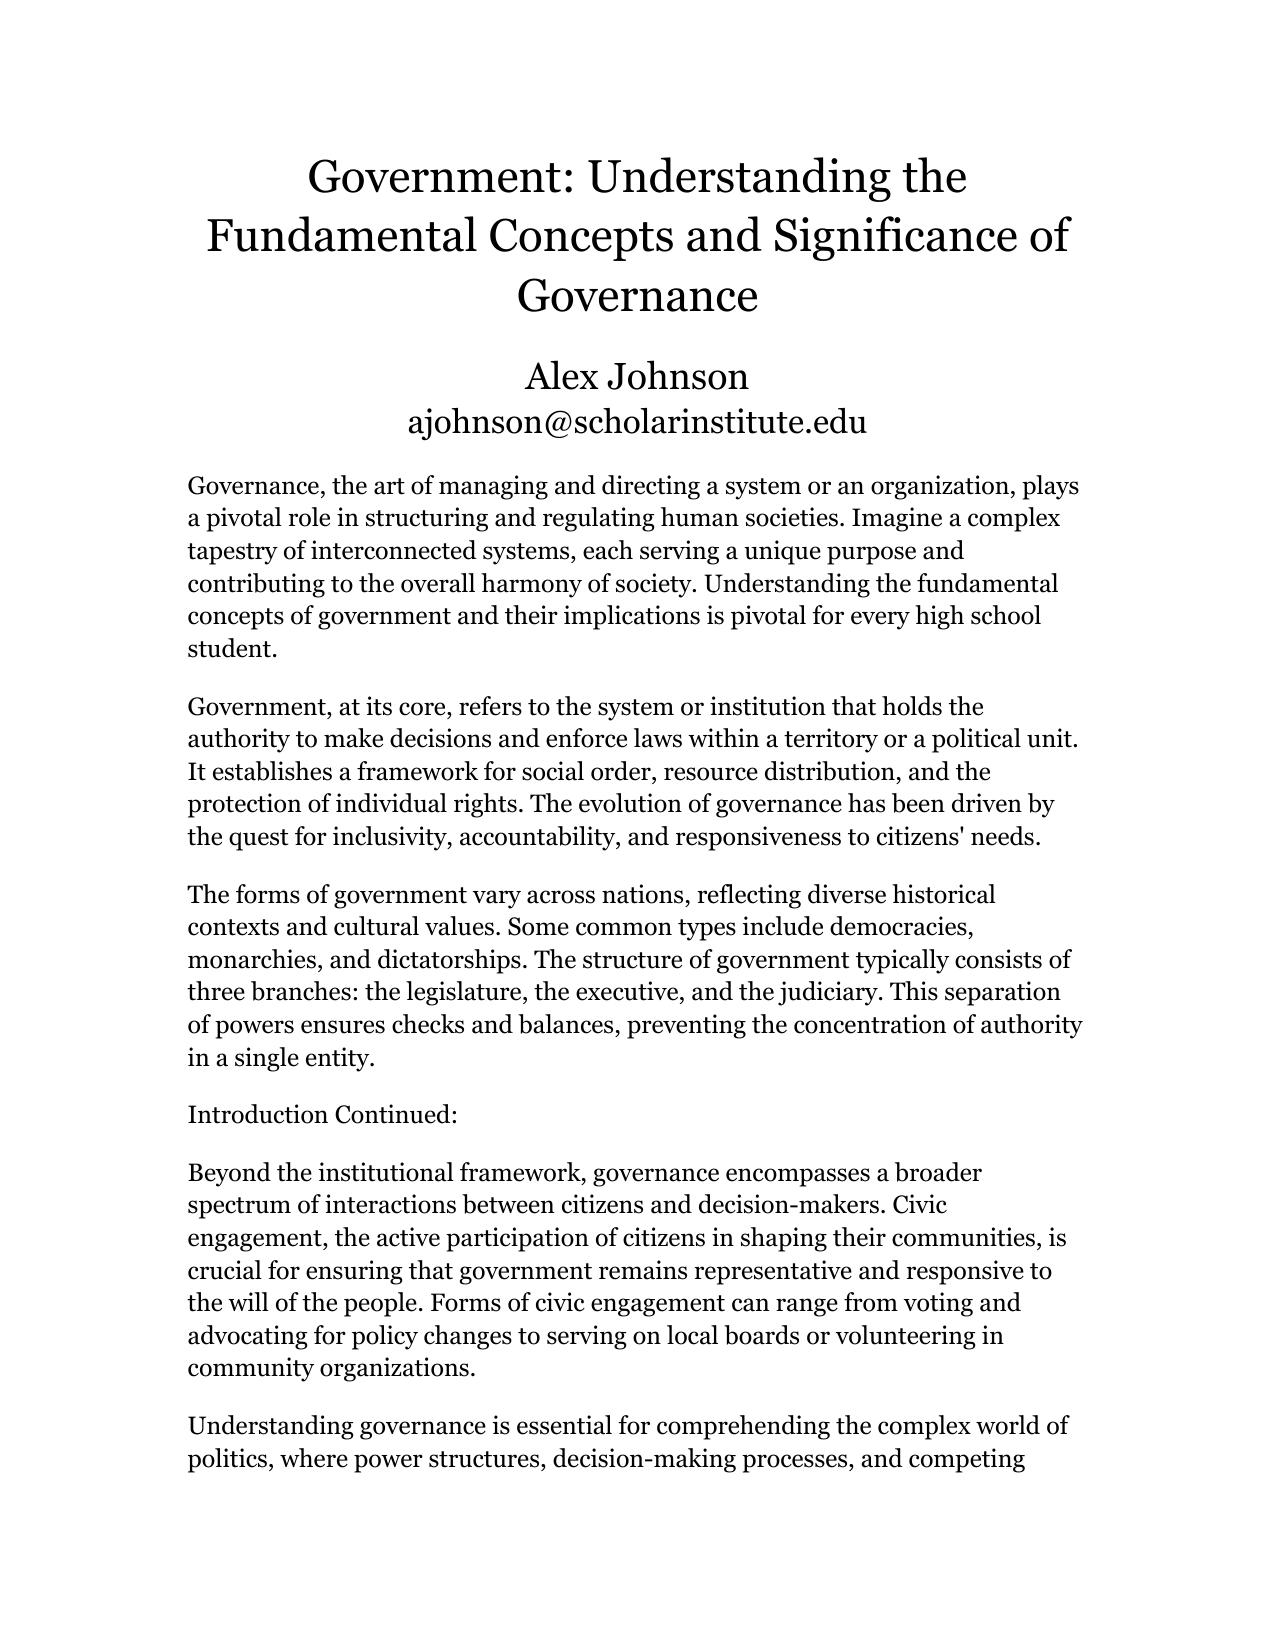 Government: Understanding the
Fundamental Concepts and Significance of
Governance
Alex Johnson
ajohnson@scholarinstitute.edu
Governance, the art of managing and directing a system or an organization, plays
a pivotal role in structuring and regulating human societies. Imagine a complex
tapestry of interconnected systems, each serving a unique purpose and
contributing to the overall harmony of society. Understanding the fundamental
concepts of government and their implications is pivotal for every high school
student.
Government, at its core, refers to the system or institution that holds the
authority to make decisions and enforce laws within a territory or a political unit.
It establishes a framework for social order, resource distribution, and the
protection of individual rights. The evolution of governance has been driven by
the quest for inclusivity, accountability, and responsiveness to citizens' needs.
The forms of government vary across nations, reflecting diverse historical
contexts and cultural values. Some common types include democracies,
monarchies, and dictatorships. The structure of government typically consists of
three branches: the legislature, the executive, and the judiciary. This separation
of powers ensures checks and balances, preventing the concentration of authority
in a single entity.
Introduction Continued:
Beyond the institutional framework, governance encompasses a broader
spectrum of interactions between citizens and decision-makers. Civic
engagement, the active participation of citizens in shaping their communities, is
crucial for ensuring that government remains representative and responsive to
the will of the people. Forms of civic engagement can range from voting and
advocating for policy changes to serving on local boards or volunteering in
community organizations.
Understanding governance is essential for comprehending the complex world of
politics, where power structures, decision-making processes, and competing